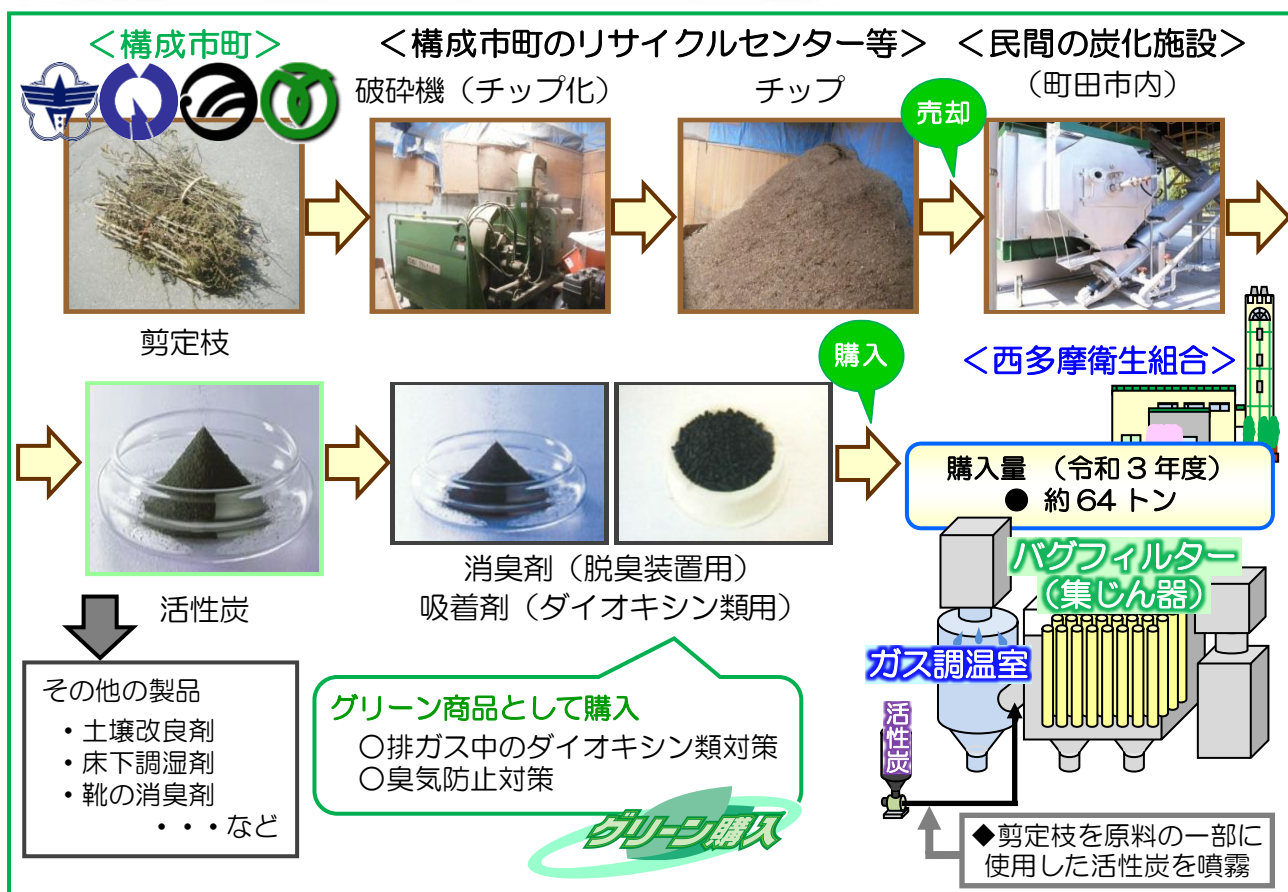 ＜構成市町＞
＜構成市町のリサイクルセンター等＞
＜民間の炭化施設＞
（町田市内）
破砕機（チップ化）
チップ
売却
剪定枝
購入
＜西多摩衛生組合＞
購入量　（令和３年度）
● 約64トン
活性炭
消臭剤（脱臭装置用）
吸着剤（ダイオキシン類用）
バグフィルター
（集じん器）
ガス調温室
活性炭
その他の製品
・土壌改良剤
・床下調湿剤
・靴の消臭剤
・・・など
グリーン商品として購入
○排ガス中のダイオキシン類対策
○臭気防止対策
グリーン購入
◆剪定枝を原料の一部に
使用した活性炭を噴霧